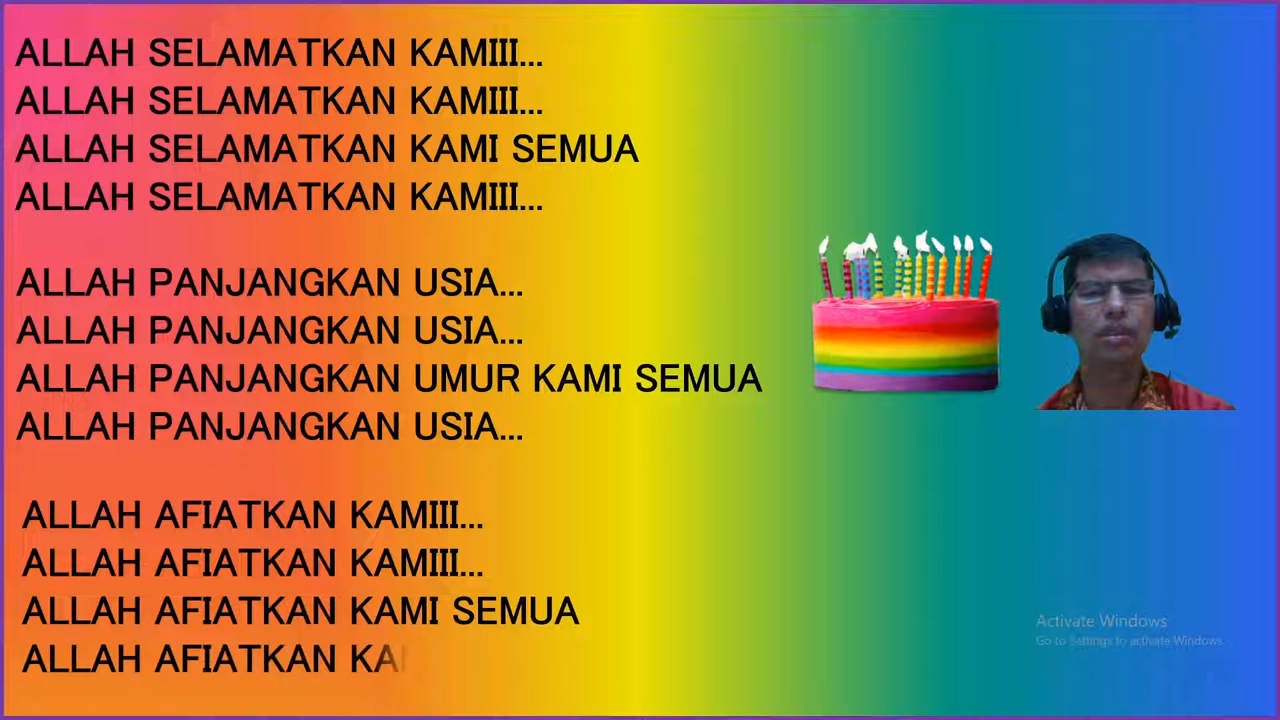 ALLAH SELAMATKAN KAMIII...
ALLAH SELAMATKAN KAMIII...
ALLAH SELAMATKAN KAMI SEMUA
ALLAH SELAMATKAN KAMIII...
ALLAH PANJANGKAN USIA...
ALLAH PANJANGKAN USIA...
ALLAH PANJANGKAN UMUR KAMI SEMUA
ALLAH PANJANGKAN USIA...
ALLAH AFIATKAN KAMIII...
ALLAH AFIATKAN KAMIII...
ALLAH AFIATKAN KAMI SEMUA
ALLAH AFIATKAN KA
Activate Windows
Go to Settings to activate Windows.